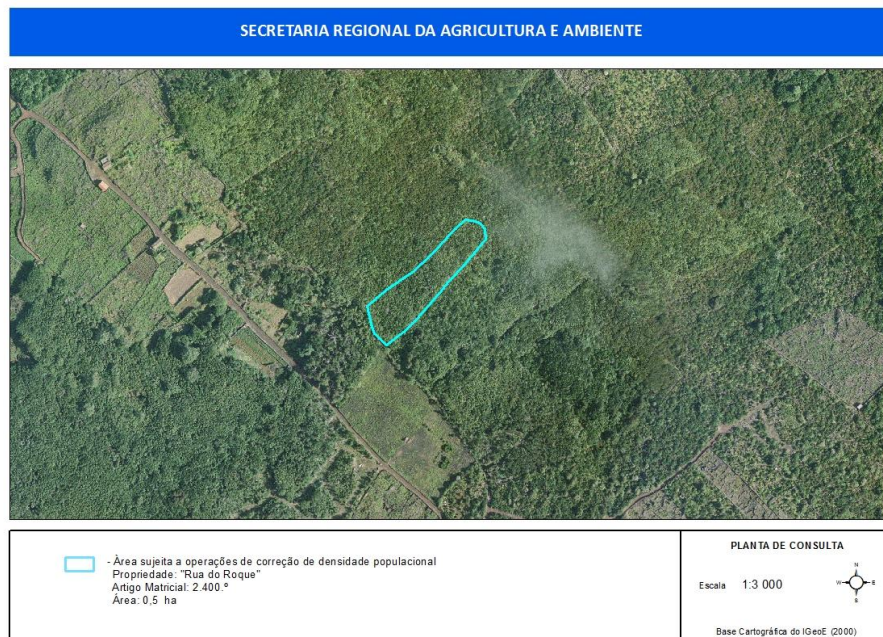 SECRETARIA REGIONAL DA AGRICULTURA E AMBIENTE
- Àrea sujeita a operações de correção de densidade populacional
Propriedade: "Rua do Roque"
Artigo Matricial: 2.400.º
Área: 0,5 ha
PLANTA DE CONSULTA
Escala 1:3 000
N
W E
S
Base Cartográfica do IGeoE (2000)